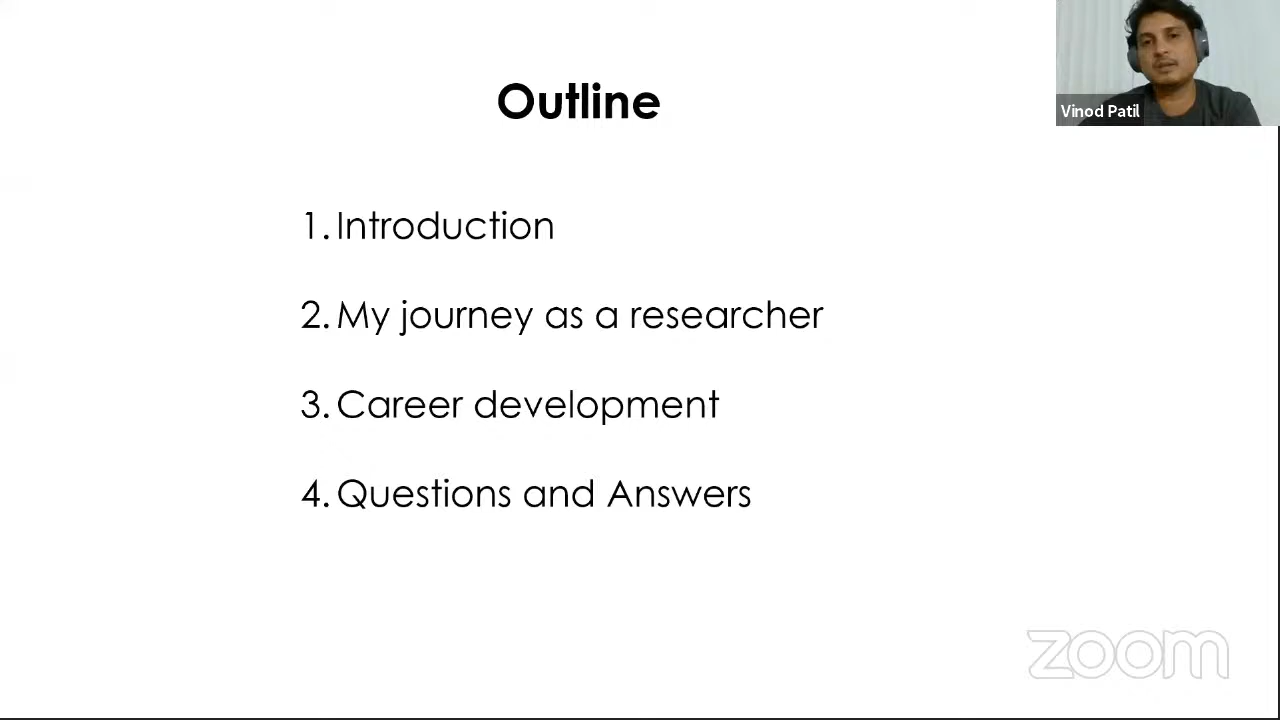 Outline
Vinod Patil
1. Introduction
2. My journey as a researcher
3. Career development
4. Questions and Answers
zoom